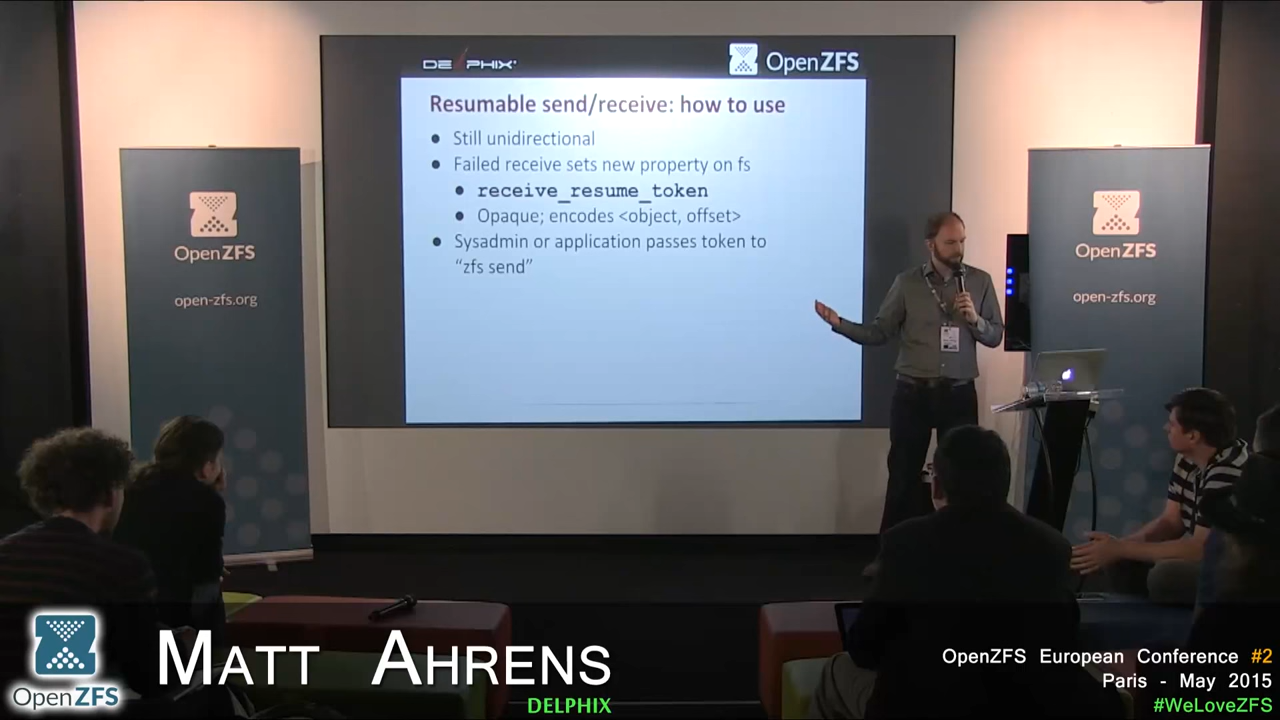 DELPHIX
OpenZFS
Resumable send/receive: how to use
● Still unidirectional
● Failed receive sets new property on fs
● receive_resume_token
● Opaque; encodes <object, offset>
● Sysadmin or application passes token to
“zfs send”
OpenZFS
open-zfs.org
OpenZFS
open-zfs.org
OpenZFS
MATT AHRENS
DELPHIX
OpenZFS European Conference #2
Paris - May 2015
#WeLoveZFS